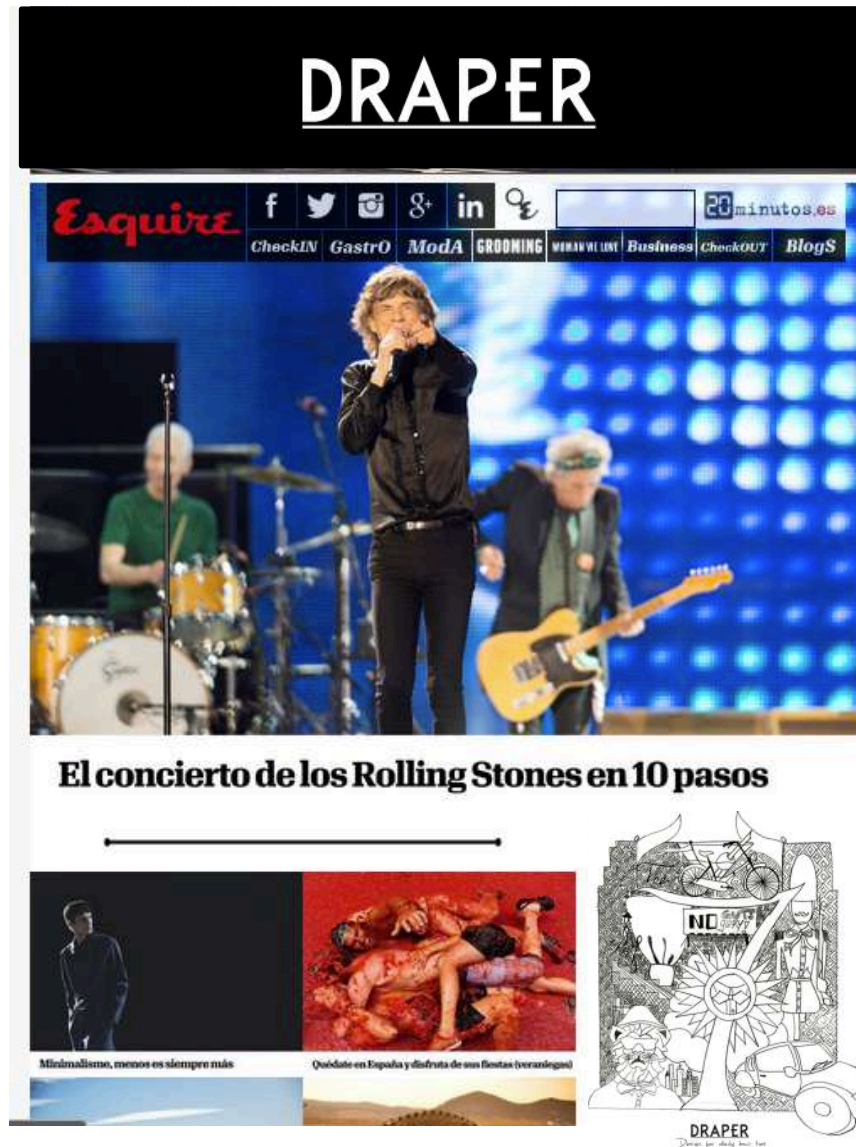 DRAPER
Esquire
f g+ in
20minutos.es
CheckIN GastrO ModA GROOMING WOMAN WE LOVE Business CheckOUT BlogS
El concierto de los Rolling Stones en 10 pasos
NO GUTS
Minimalismo, menos es siempre más
Quédate en España y disfruta de sus fiestas (veraniegas)
DRAPER